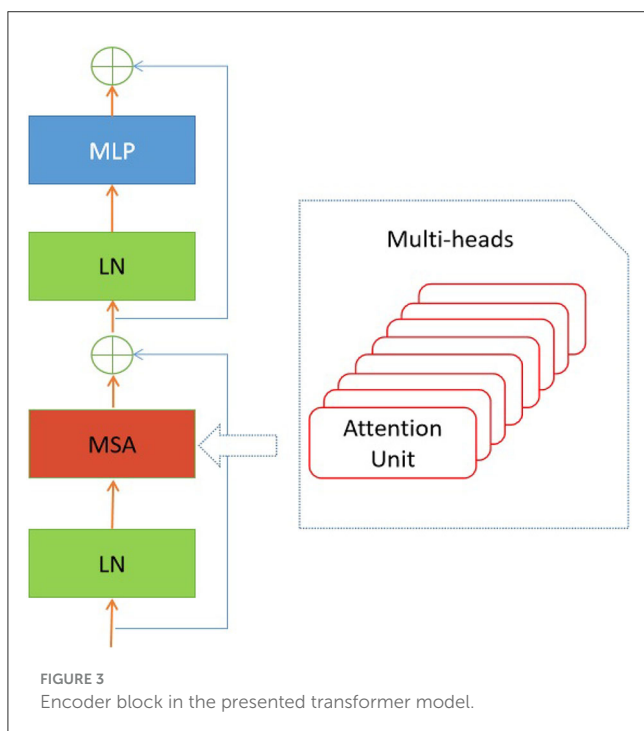 MLP
LN
MSA
LN
Multi-heads
Attention
Unit
FIGURE 3
Encoder block in the presented transformer model.